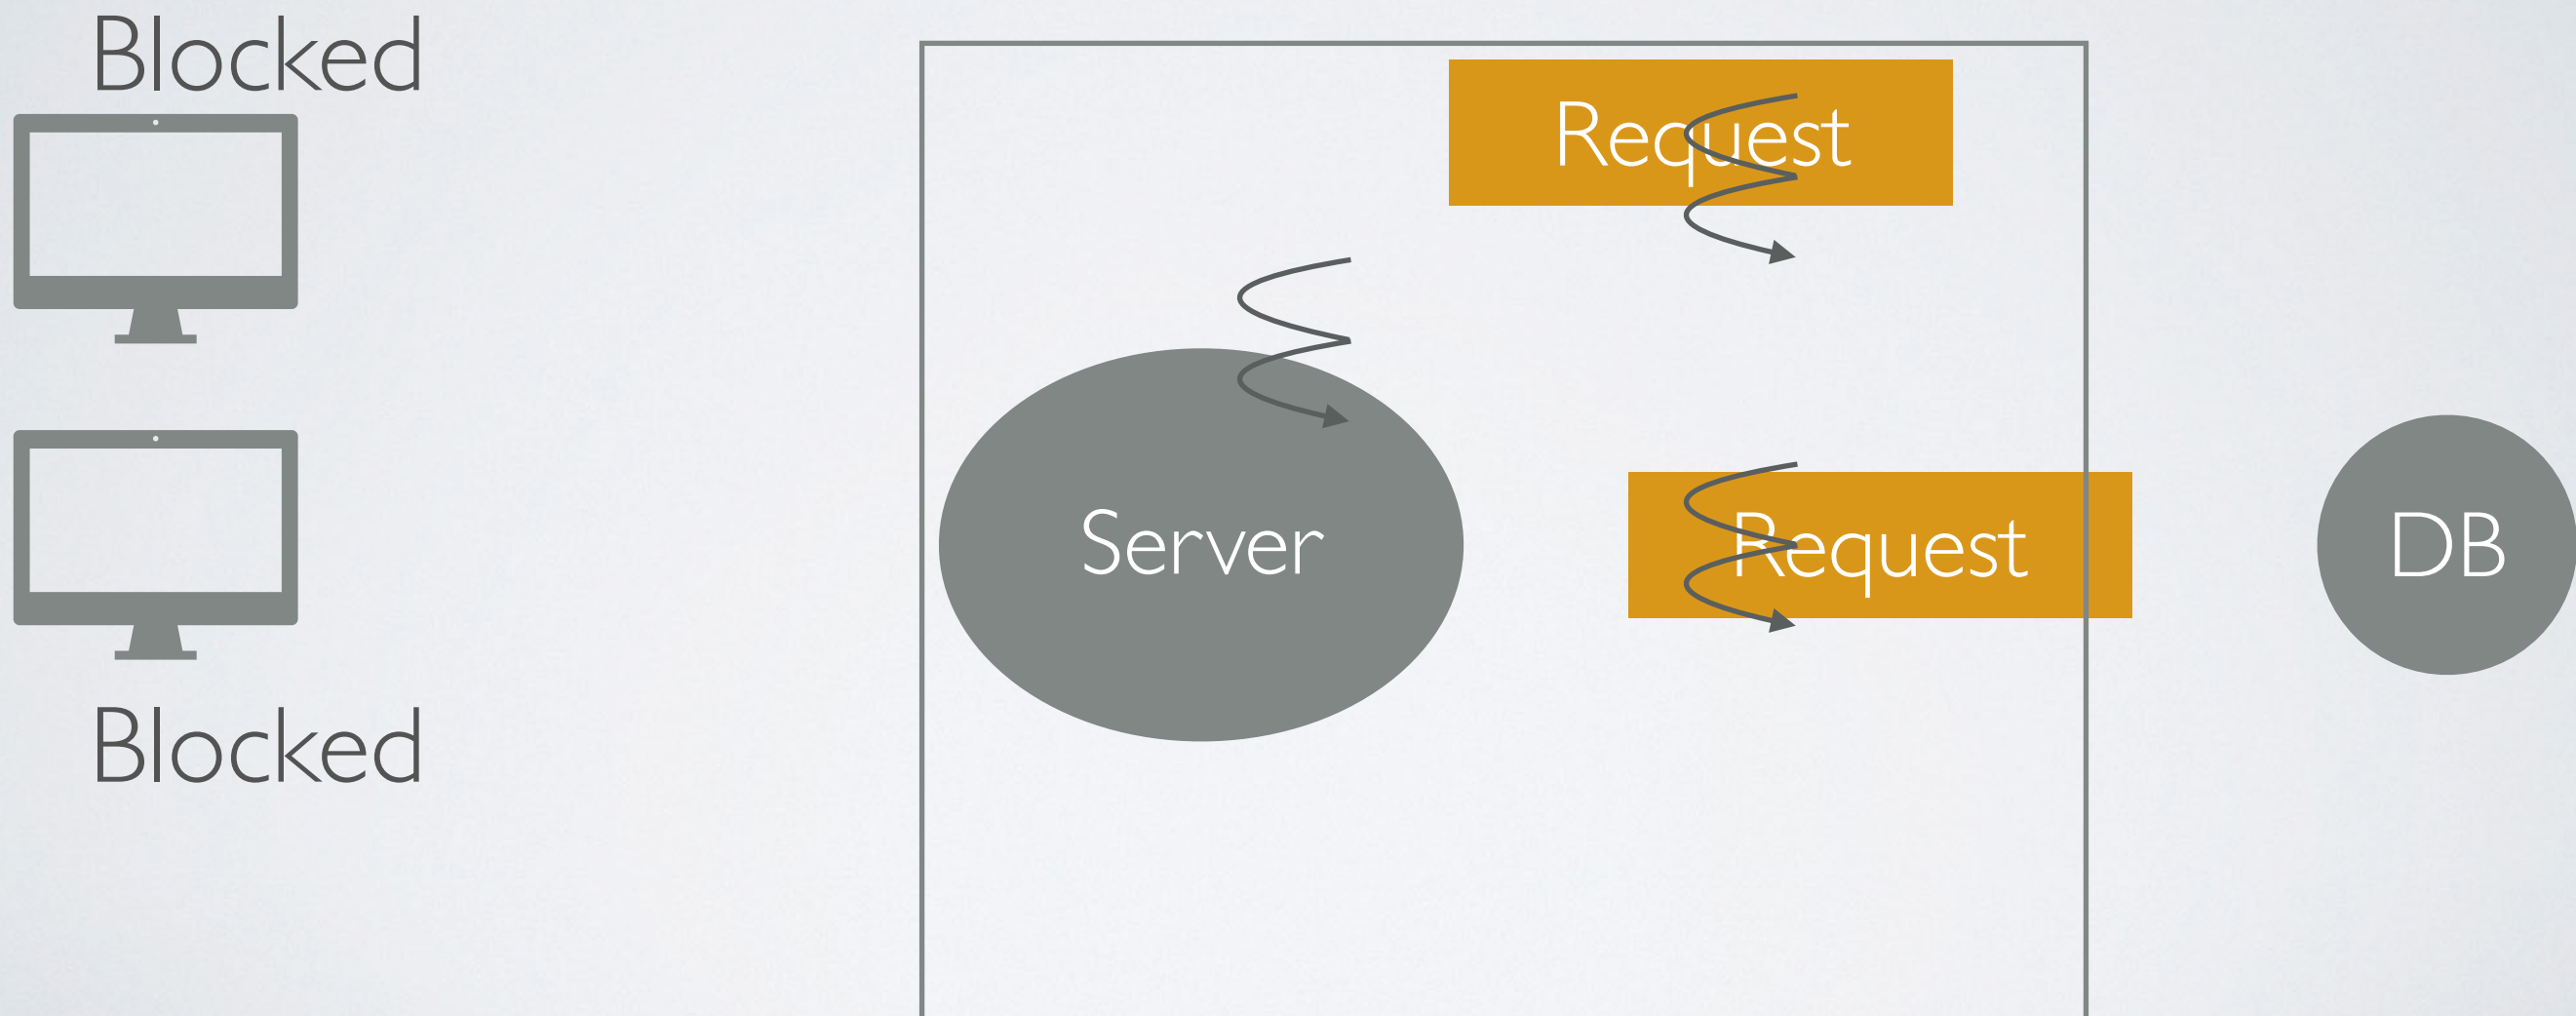 Blocked
Request
Server
Request
DB
Blocked